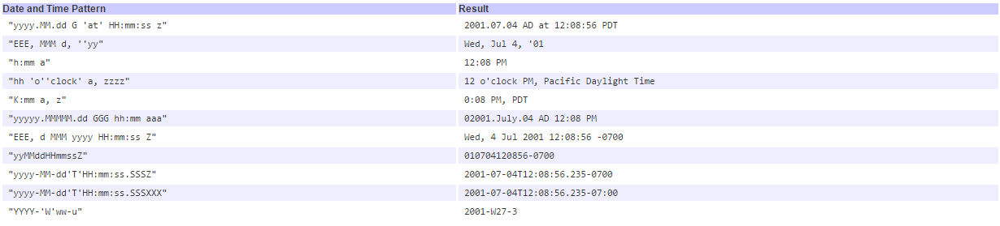 Date and Time Pattern Result
"yyyy.MM.dd G 'at' HH:mm:ss z" 2001.07.04 AD at 12:08:56 PDT
"EEE, MMM d, ''yy" Wed, Jul 4, '01
"h:mm a" 12:08 PM
"hh 'o''clock' a, zzzz" 12 o'clock PM, Pacific Daylight Time
"K:mm a, z" 0:08 PM, PDT
"yyyyy.MMMMM.dd GGG hh:mm aaa" 02001.July.04 AD 12:08 PM
"EEE, d MMM yyyy HH:mm:ss Z" Wed, 4 Jul 2001 12:08:56 -0700
"yyMMddHHmmssZ" 010704120856-0700
"yyyy-MM-dd'T'HH:mm:ss.SSSZ" 2001-07-04T12:08:56.235-0700
"yyyy-MM-dd'T'HH:mm:ss.SSSXXX" 2001-07-04T12:08:56.235-07:00
"YYYY-'W'ww-u" 2001-W27-3